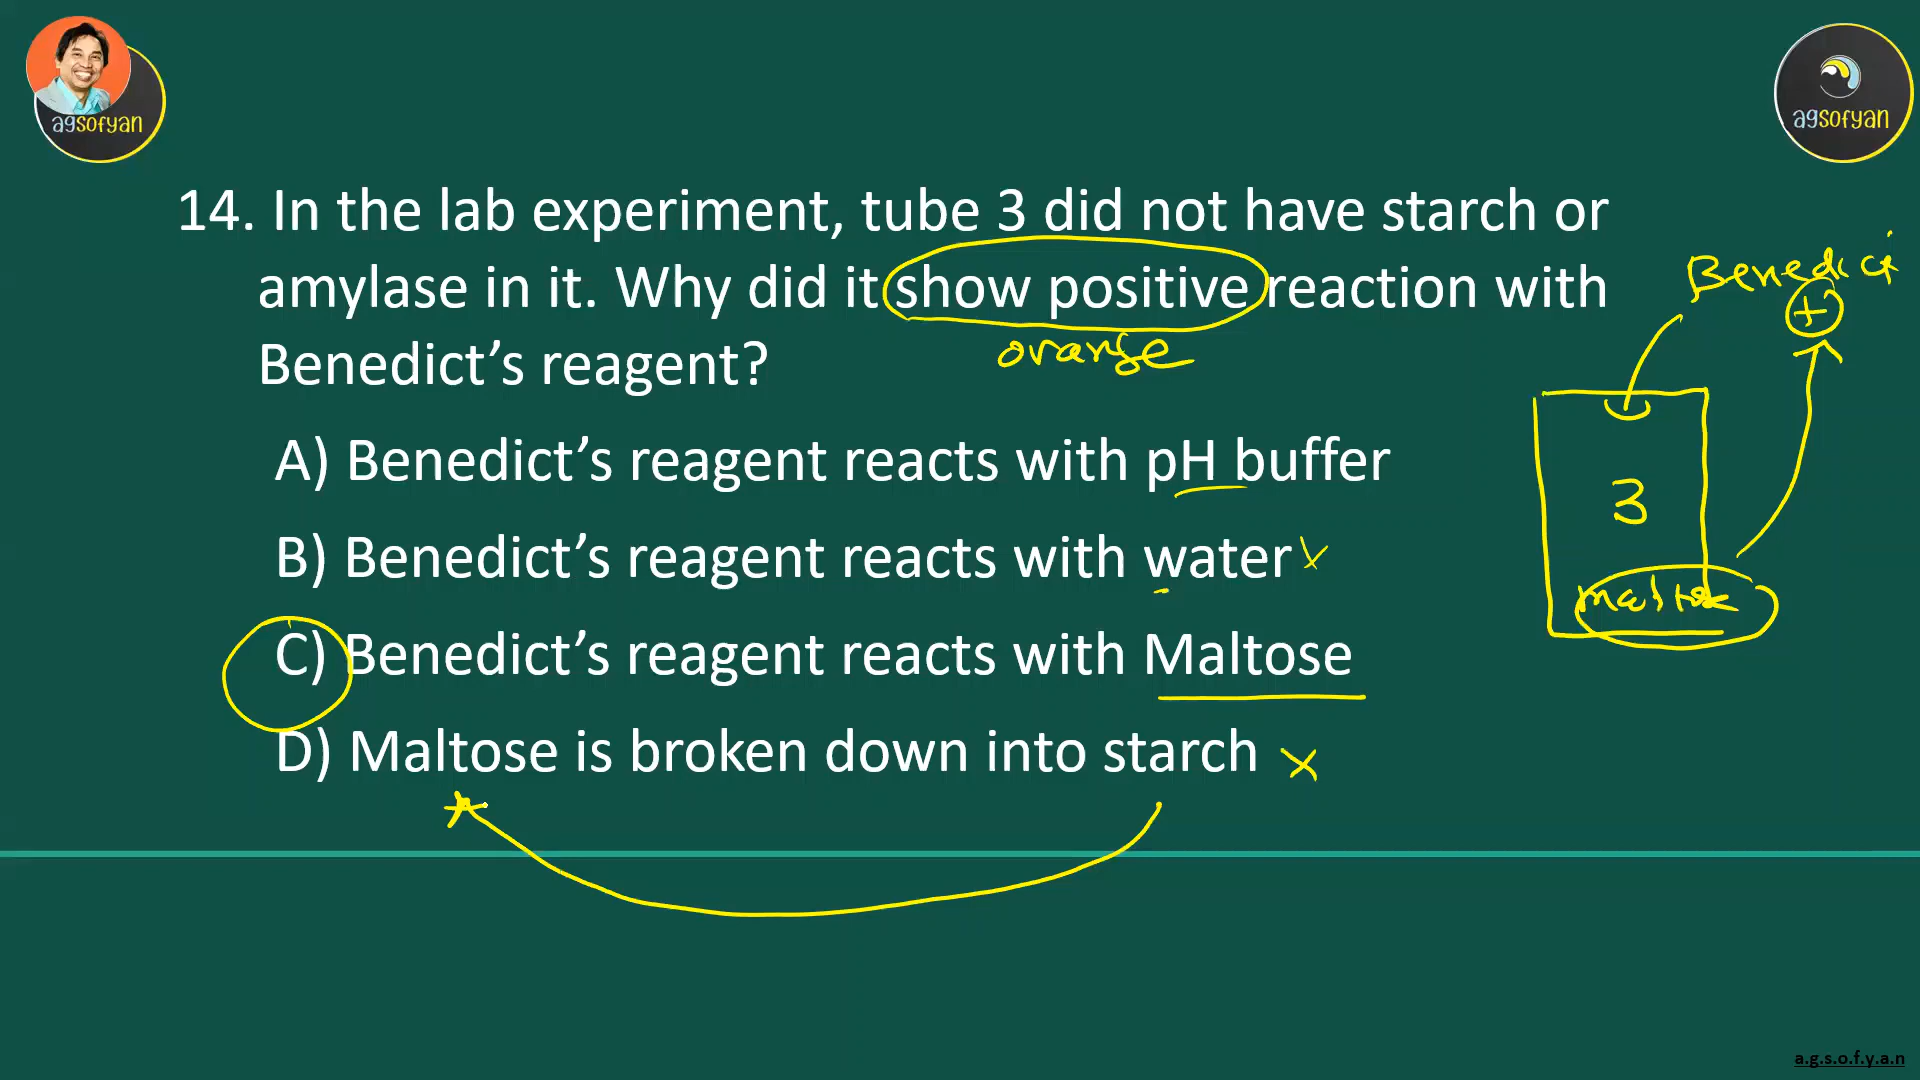 agsofyan
agsofyan
14. In the lab experiment, tube 3 did not have starch or
amylase in it. Why did it show positive reaction with
Benedict’s reagent?
orange
Benedict
+
3
maltose
A) Benedict’s reagent reacts with pH buffer
B) Benedict’s reagent reacts with water x
C) Benedict’s reagent reacts with Maltose
D) Maltose is broken down into starch x
a.g.s.o.f.y.a.n